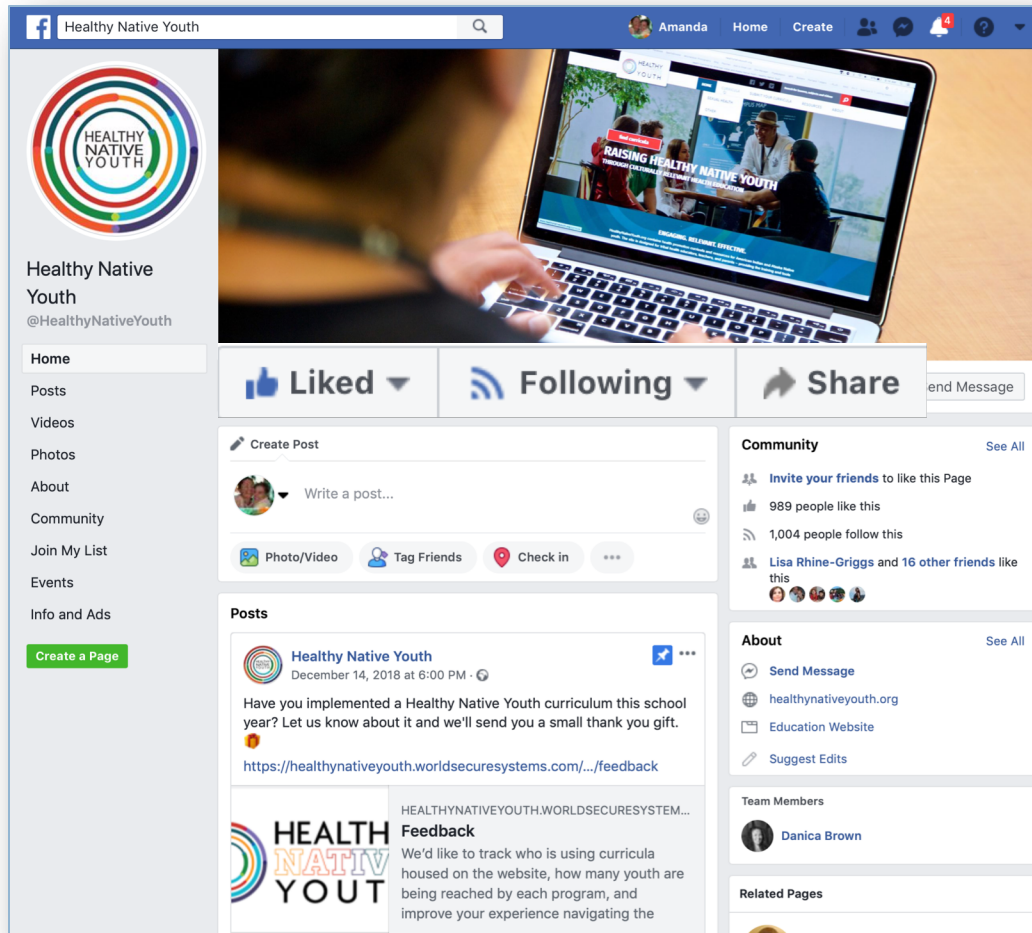 Healthy Native Youth
Amanda
Home
Create
4
HEALTHY
NATIVE
YOUTH
HEALTHY
YOUTH
RAISING HEALTHY NATIVE YOUTH
THROUGH CULTURALLY RELEVANT HEALTH EDUCATION
ENGAGING. RELEVANT. EFFECTIVE.
Healthy Native
Youth
@HealthyNativeYouth
Home
Posts
Videos
Photos
About
Community
Join My List
Events
Info and Ads
Create a Page
Liked
Following
Share
end Message
Create Post
Write a post...
Photo/Video
Tag Friends
Check in
Posts
Healthy Native Youth
December 14, 2018 at 6:00 PM ·
Have you implemented a Healthy Native Youth curriculum this school
year? Let us know about it and we'll send you a small thank you gift.
https://healthynativeyouth.worldsecuresystems.com/.../feedback
HEALTH
NATIV
YOUT
HEALTHYNATIVEYOUTH.WORLDSECURESYSTEM...
Feedback
We'd like to track who is using curricula
housed on the website, how many youth are
being reached by each program, and
improve your experience navigating the
Community
See All
Invite your friends to like this Page
989 people like this
1,004 people follow this
Lisa Rhine-Griggs and 16 other friends like
this
About
See All
Send Message
healthynativeyouth.org
Education Website
Suggest Edits
Team Members
Danica Brown
Related Pages